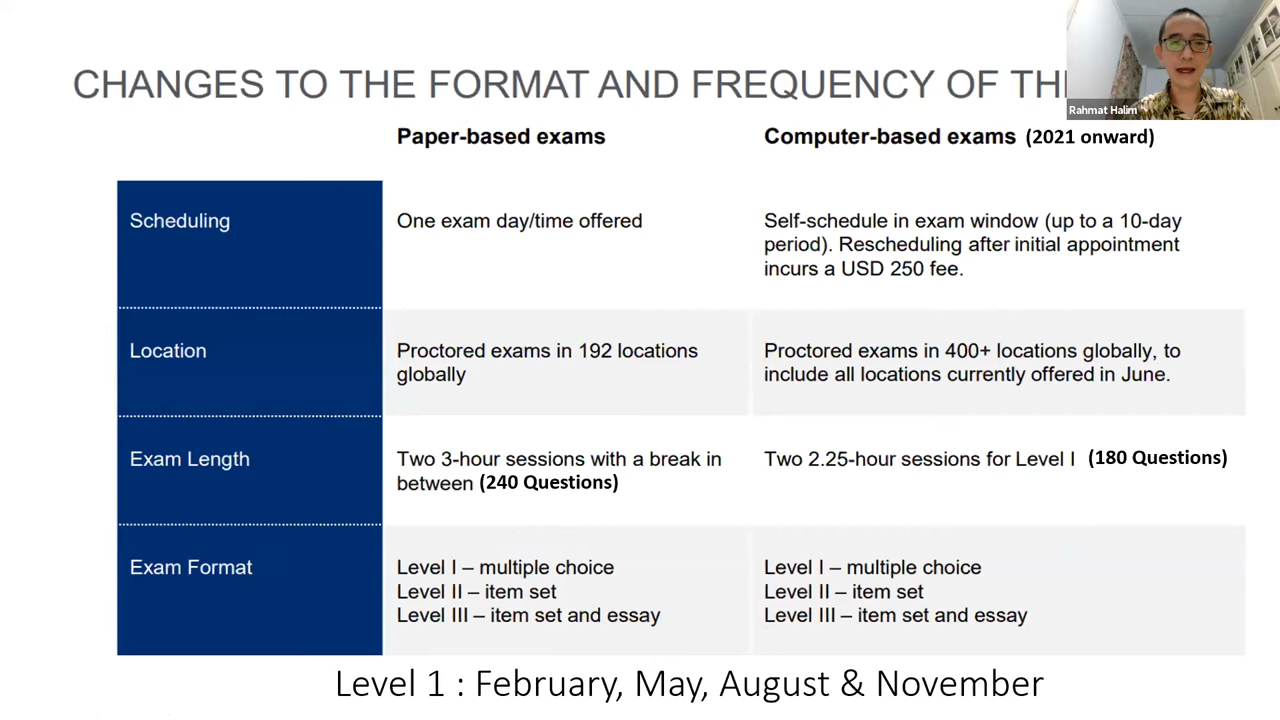 CHANGES TO THE FORMAT AND FREQUENCY OF TH
Rahmat Halim
Paper-based exams
Computer-based exams (2021 onward)
Scheduling
One exam day/time offered
Self-schedule in exam window (up to a 10-day
period). Rescheduling after initial appointment
incurs a USD 250 fee.
Location
Proctored exams in 192 locations
globally
Proctored exams in 400+ locations globally, to
include all locations currently offered in June.
Exam Length
Two 3-hour sessions with a break in
between (240 Questions)
Two 2.25-hour sessions for Level I (180 Questions)
Exam Format
Level I – multiple choice
Level II – item set
Level III – item set and essay
Level I – multiple choice
Level II – item set
Level III – item set and essay
Level 1 : February, May, August & November